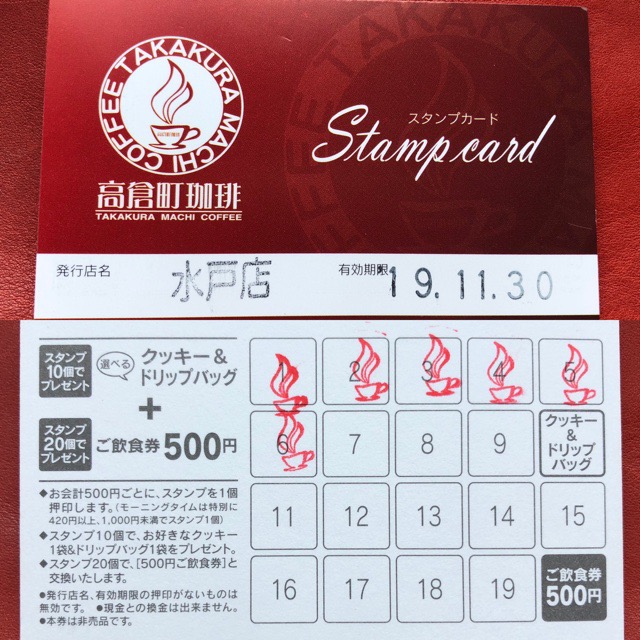 COFFEE TAKAKURA MACHI
高倉町珈琲
TAKAKURA MACHI COFFEE
スタンプカード
Stamp card
発行店名 水戸店 有効期限 19.11.30
スタンプ
10個で
プレゼント
選べる
クッキー&
ドリップバッグ
+
スタンプ
20個で
プレゼント
ご飲食券500円
◆お会計500円ごとに、スタンプを1個
押印します。(モーニングタイムは特別に
420円以上、1,000円未満でスタンプ1個)
◆スタンプ10個で、お好きなクッキー
1袋&ドリップバッグ1袋をプレゼント。
◆スタンプ20個で、[500円ご飲食券]と
交換いたします。
●発行店名、有効期限の押印がないものは
無効です。 ●現金との換金は出来ません。
●本券は非売品です。
1 2 3 4 5
6 7 8 9
クッキー
&
ドリップ
バッグ
11 12 13 14 15
16 17 18 19
ご飲食券
500円